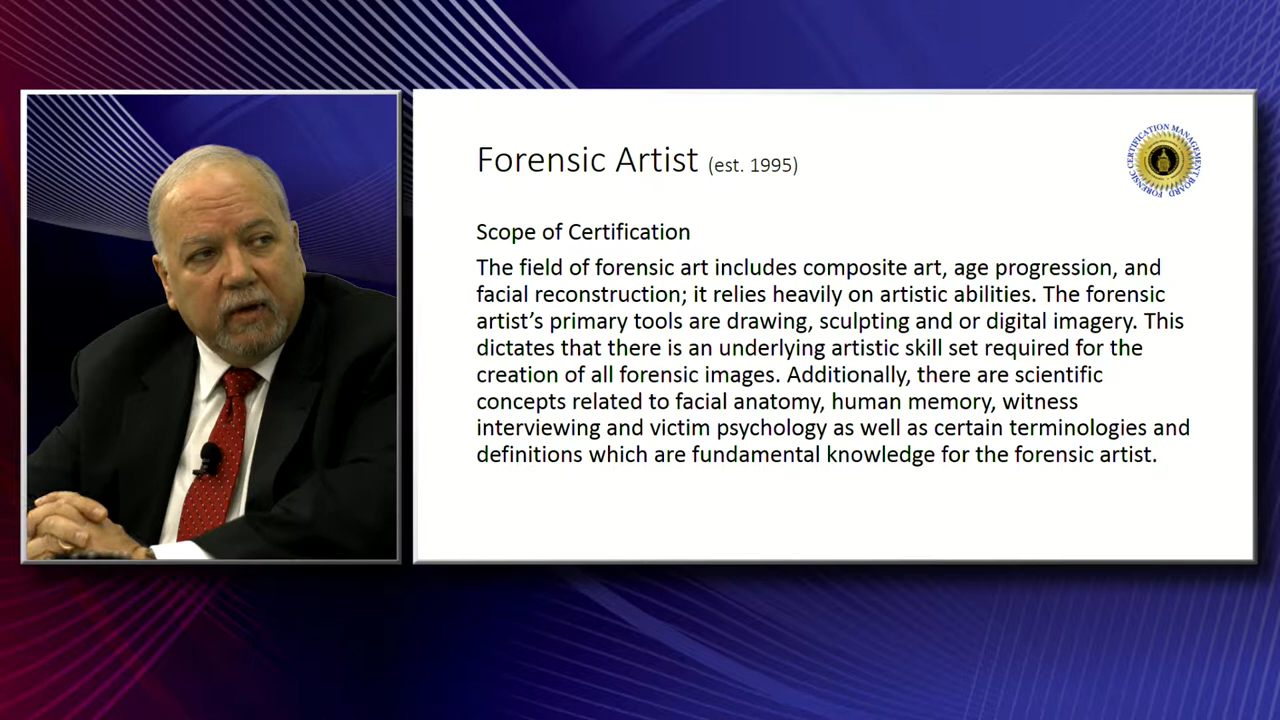 Forensic Artist (est. 1995)
FORENSIC CERTIFICATION MANAGEMENT BOARD
Scope of Certification
The field of forensic art includes composite art, age progression, and
facial reconstruction; it relies heavily on artistic abilities. The forensic
artist’s primary tools are drawing, sculpting and or digital imagery. This
dictates that there is an underlying artistic skill set required for the
creation of all forensic images. Additionally, there are scientific
concepts related to facial anatomy, human memory, witness
interviewing and victim psychology as well as certain terminologies and
definitions which are fundamental knowledge for the forensic artist.